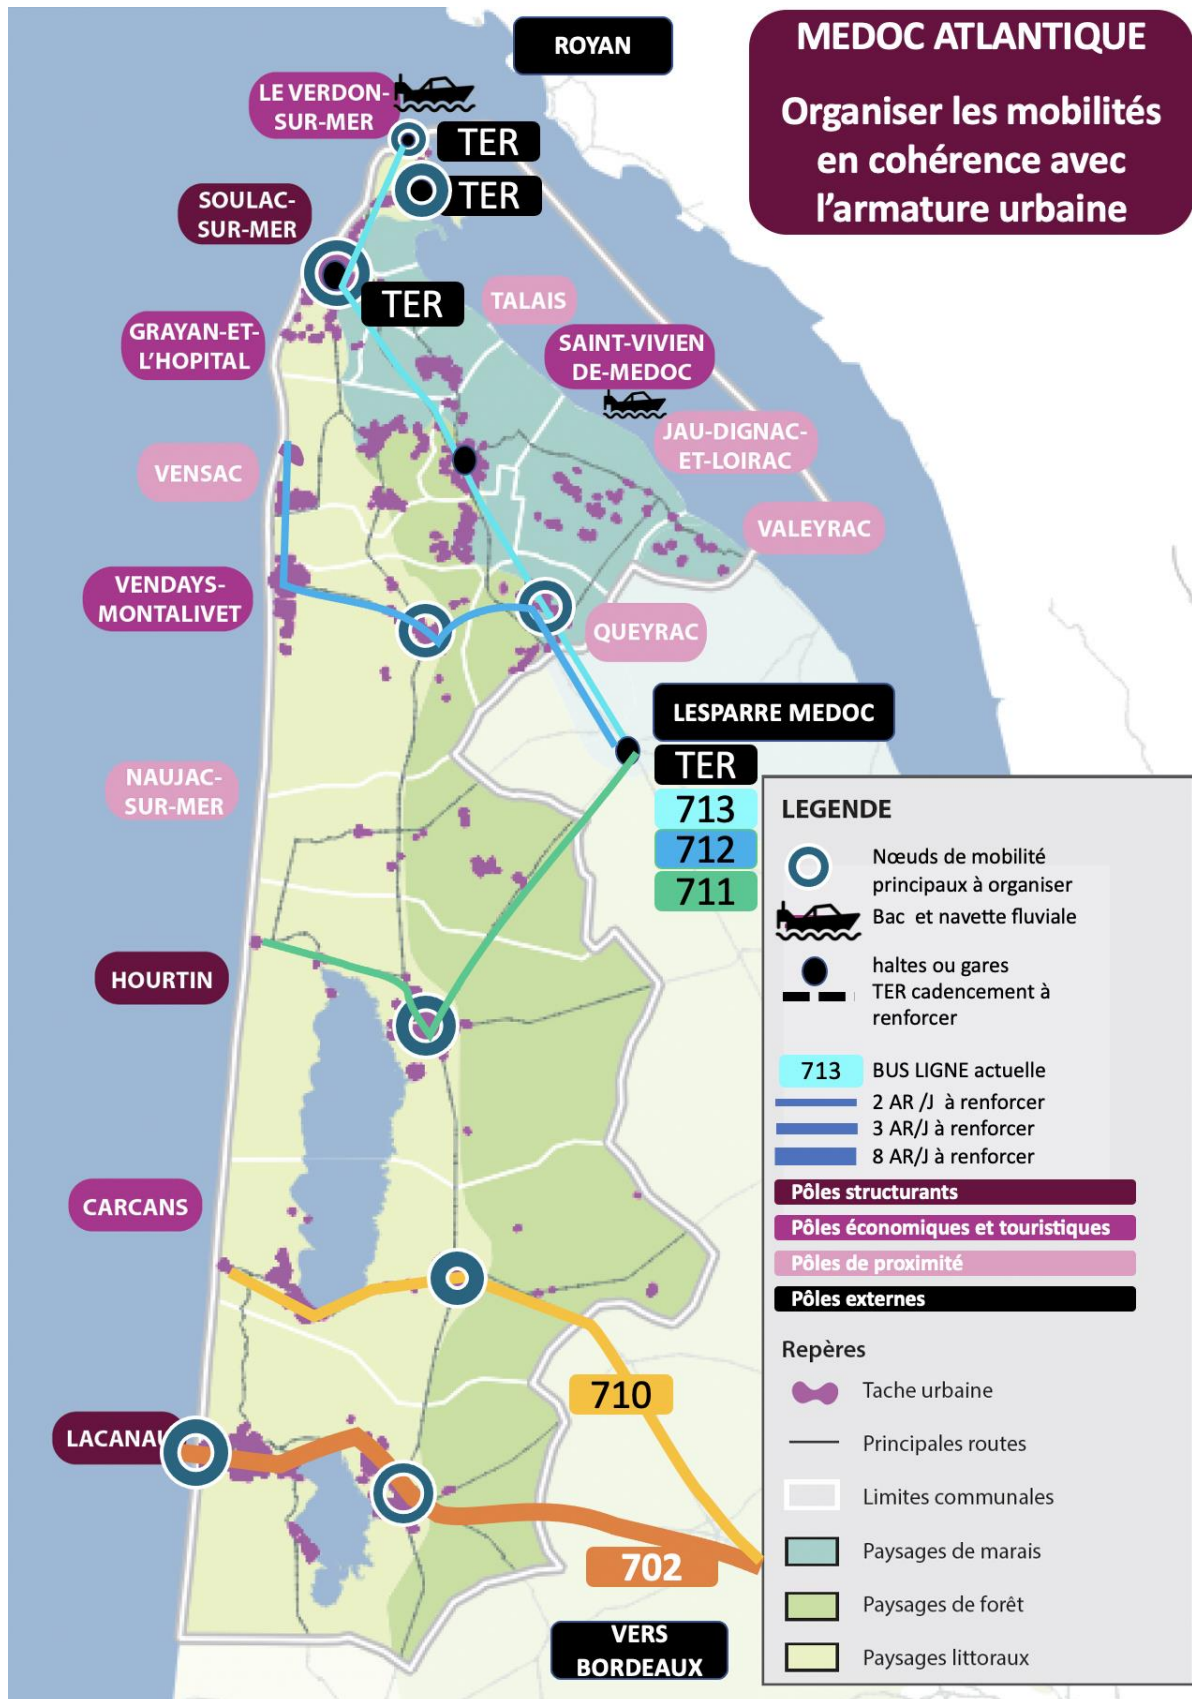 MEDOC ATLANTIQUE
Organiser les mobilités
en cohérence avec
l’armature urbaine
ROYAN
LE VERDON-
SUR-MER
TER
TER
SOULAC-
SUR-MER
TER
TALAIS
GRAYAN-ET-
L’HOPITAL
SAINT-VIVIEN
DE-MEDOC
JAU-DIGNAC-
ET-LOIRAC
VENSAC
VALEYRAC
VENDAYS-
MONTALIVET
QUEYRAC
LESPARRE MEDOC
TER
713
712
711
NAUJAC-
SUR-MER
HOURTIN
CARCANS
710
LACANAU
702
VERS
BORDEAUX
LEGENDE
Nœuds de mobilité
principaux à organiser
Bac et navette fluviale
haltes ou gares
TER cadencement à
renforcer
713 BUS LIGNE actuelle
2 AR /J à renforcer
3 AR/J à renforcer
8 AR/J à renforcer
Pôles structurants
Pôles économiques et touristiques
Pôles de proximité
Pôles externes
Repères
Tache urbaine
Principales routes
Limites communales
Paysages de marais
Paysages de forêt
Paysages littoraux